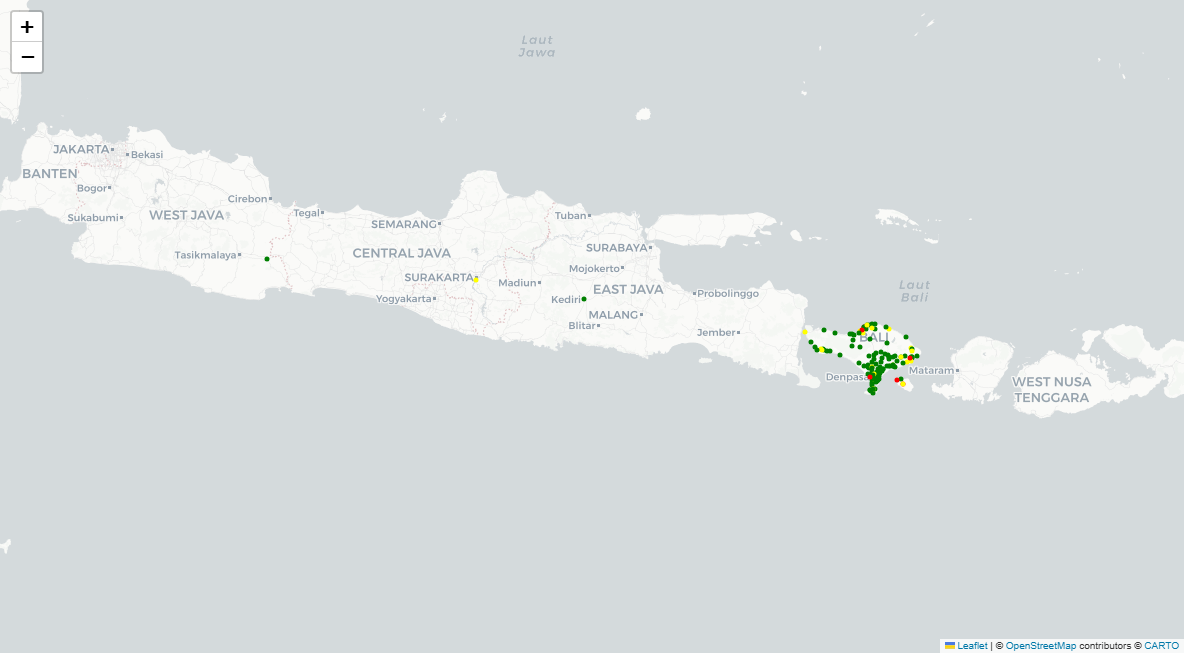 +
−
Laut
Jawa
JAKARTA
Bekasi
BANTEN
Bogor
Cirebon
Sukabumi
WEST JAVA
Tegal
SEMARANG
Tuban
Tasikmalaya
CENTRAL JAVA
SURABAYA
Mojokerto
SURAKARTA
Madiun
Yogyakarta
Kediri
EAST JAVA
Probolinggo
Laut
Bali
MALANG
Blitar
Jember
BALI
Denpasa
Mataram
WEST NUSA
TENGGARA
Leaflet | © OpenStreetMap contributors © CARTO